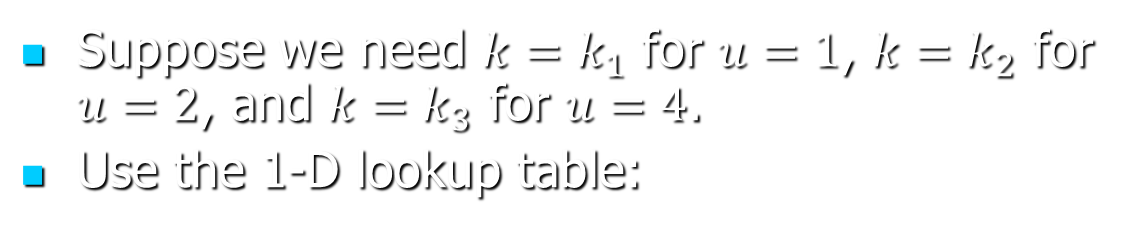 ▪ Suppose we need k = k₁ for u = 1, k = k₂ for
u = 2, and k = k₃ for u = 4.
▪ Use the 1-D lookup table: